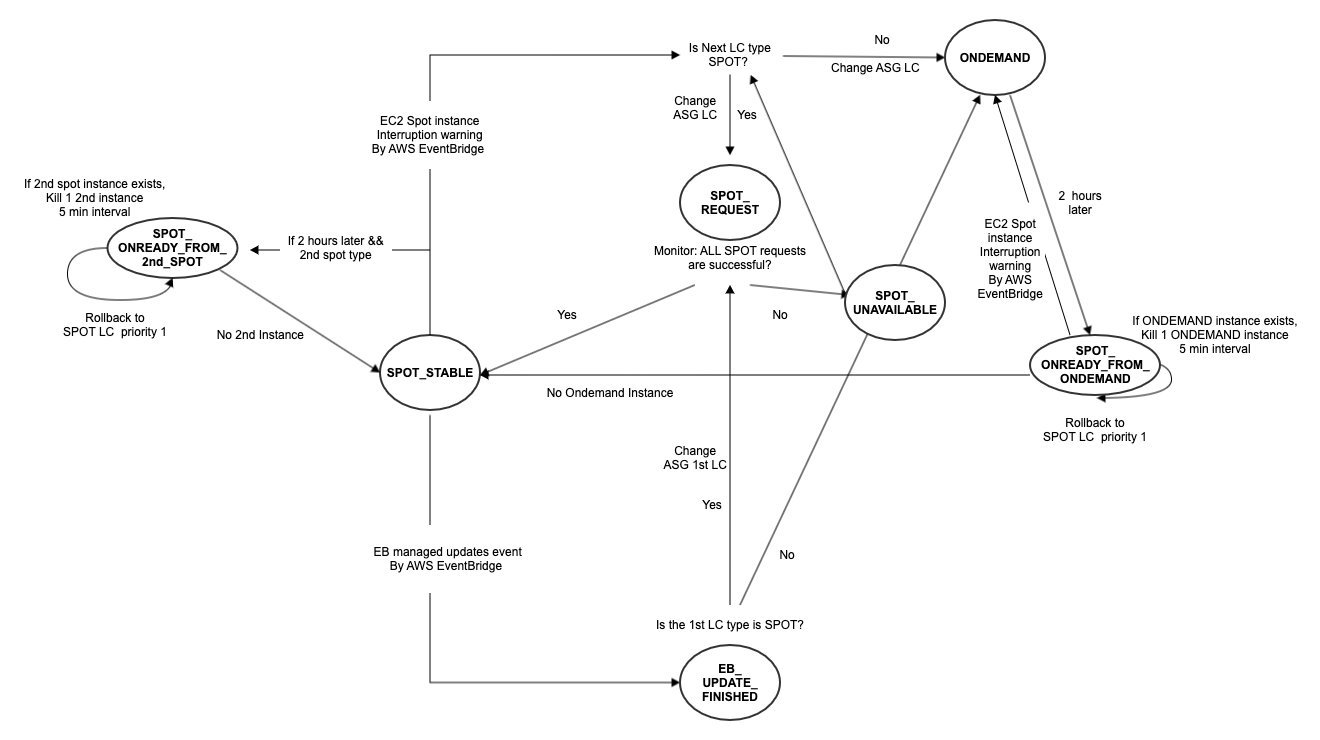 Is Next LC type
SPOT?
No
Change ASG LC
ONDEMAND
Change
ASG LC
Yes
EC2 Spot instance
Interruption warning
By AWS EventBridge
If 2nd spot instance exists,
Kill 1 2nd instance
5 min interval
SPOT_
ONREADY_FROM_
2nd_SPOT
If 2 hours later &&
2nd spot type
Rollback to
SPOT LC priority 1
No 2nd Instance
SPOT_
REQUEST
Monitor: ALL SPOT requests
are successful?
Yes
No
SPOT_
UNAVAILABLE
2 hours
later
EC2 Spot
instance
Interruption
warning
By AWS
EventBridge
If ONDEMAND instance exists,
Kill 1 ONDEMAND instance
5 min interval
SPOT_
ONREADY_FROM_
ONDEMAND
Rollback to
SPOT LC priority 1
SPOT_STABLE
No Ondemand Instance
Change
ASG 1st LC
Yes
No
EB managed updates event
By AWS EventBridge
Is the 1st LC type is SPOT?
EB_
UPDATE_
FINISHED